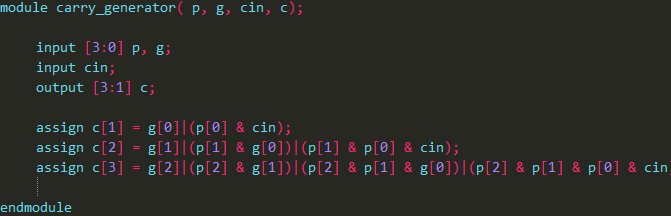 module carry_generator( p, g, cin, c);
input [3:0] p, g;
input cin;
output [3:1] c;
assign c[1] = g[0]|(p[0] & cin);
assign c[2] = g[1]|(p[1] & g[0])|(p[1] & p[0] & cin);
assign c[3] = g[2]|(p[2] & g[1])|(p[2] & p[1] & g[0])|(p[2] & p[1] & p[0] & cin
endmodule